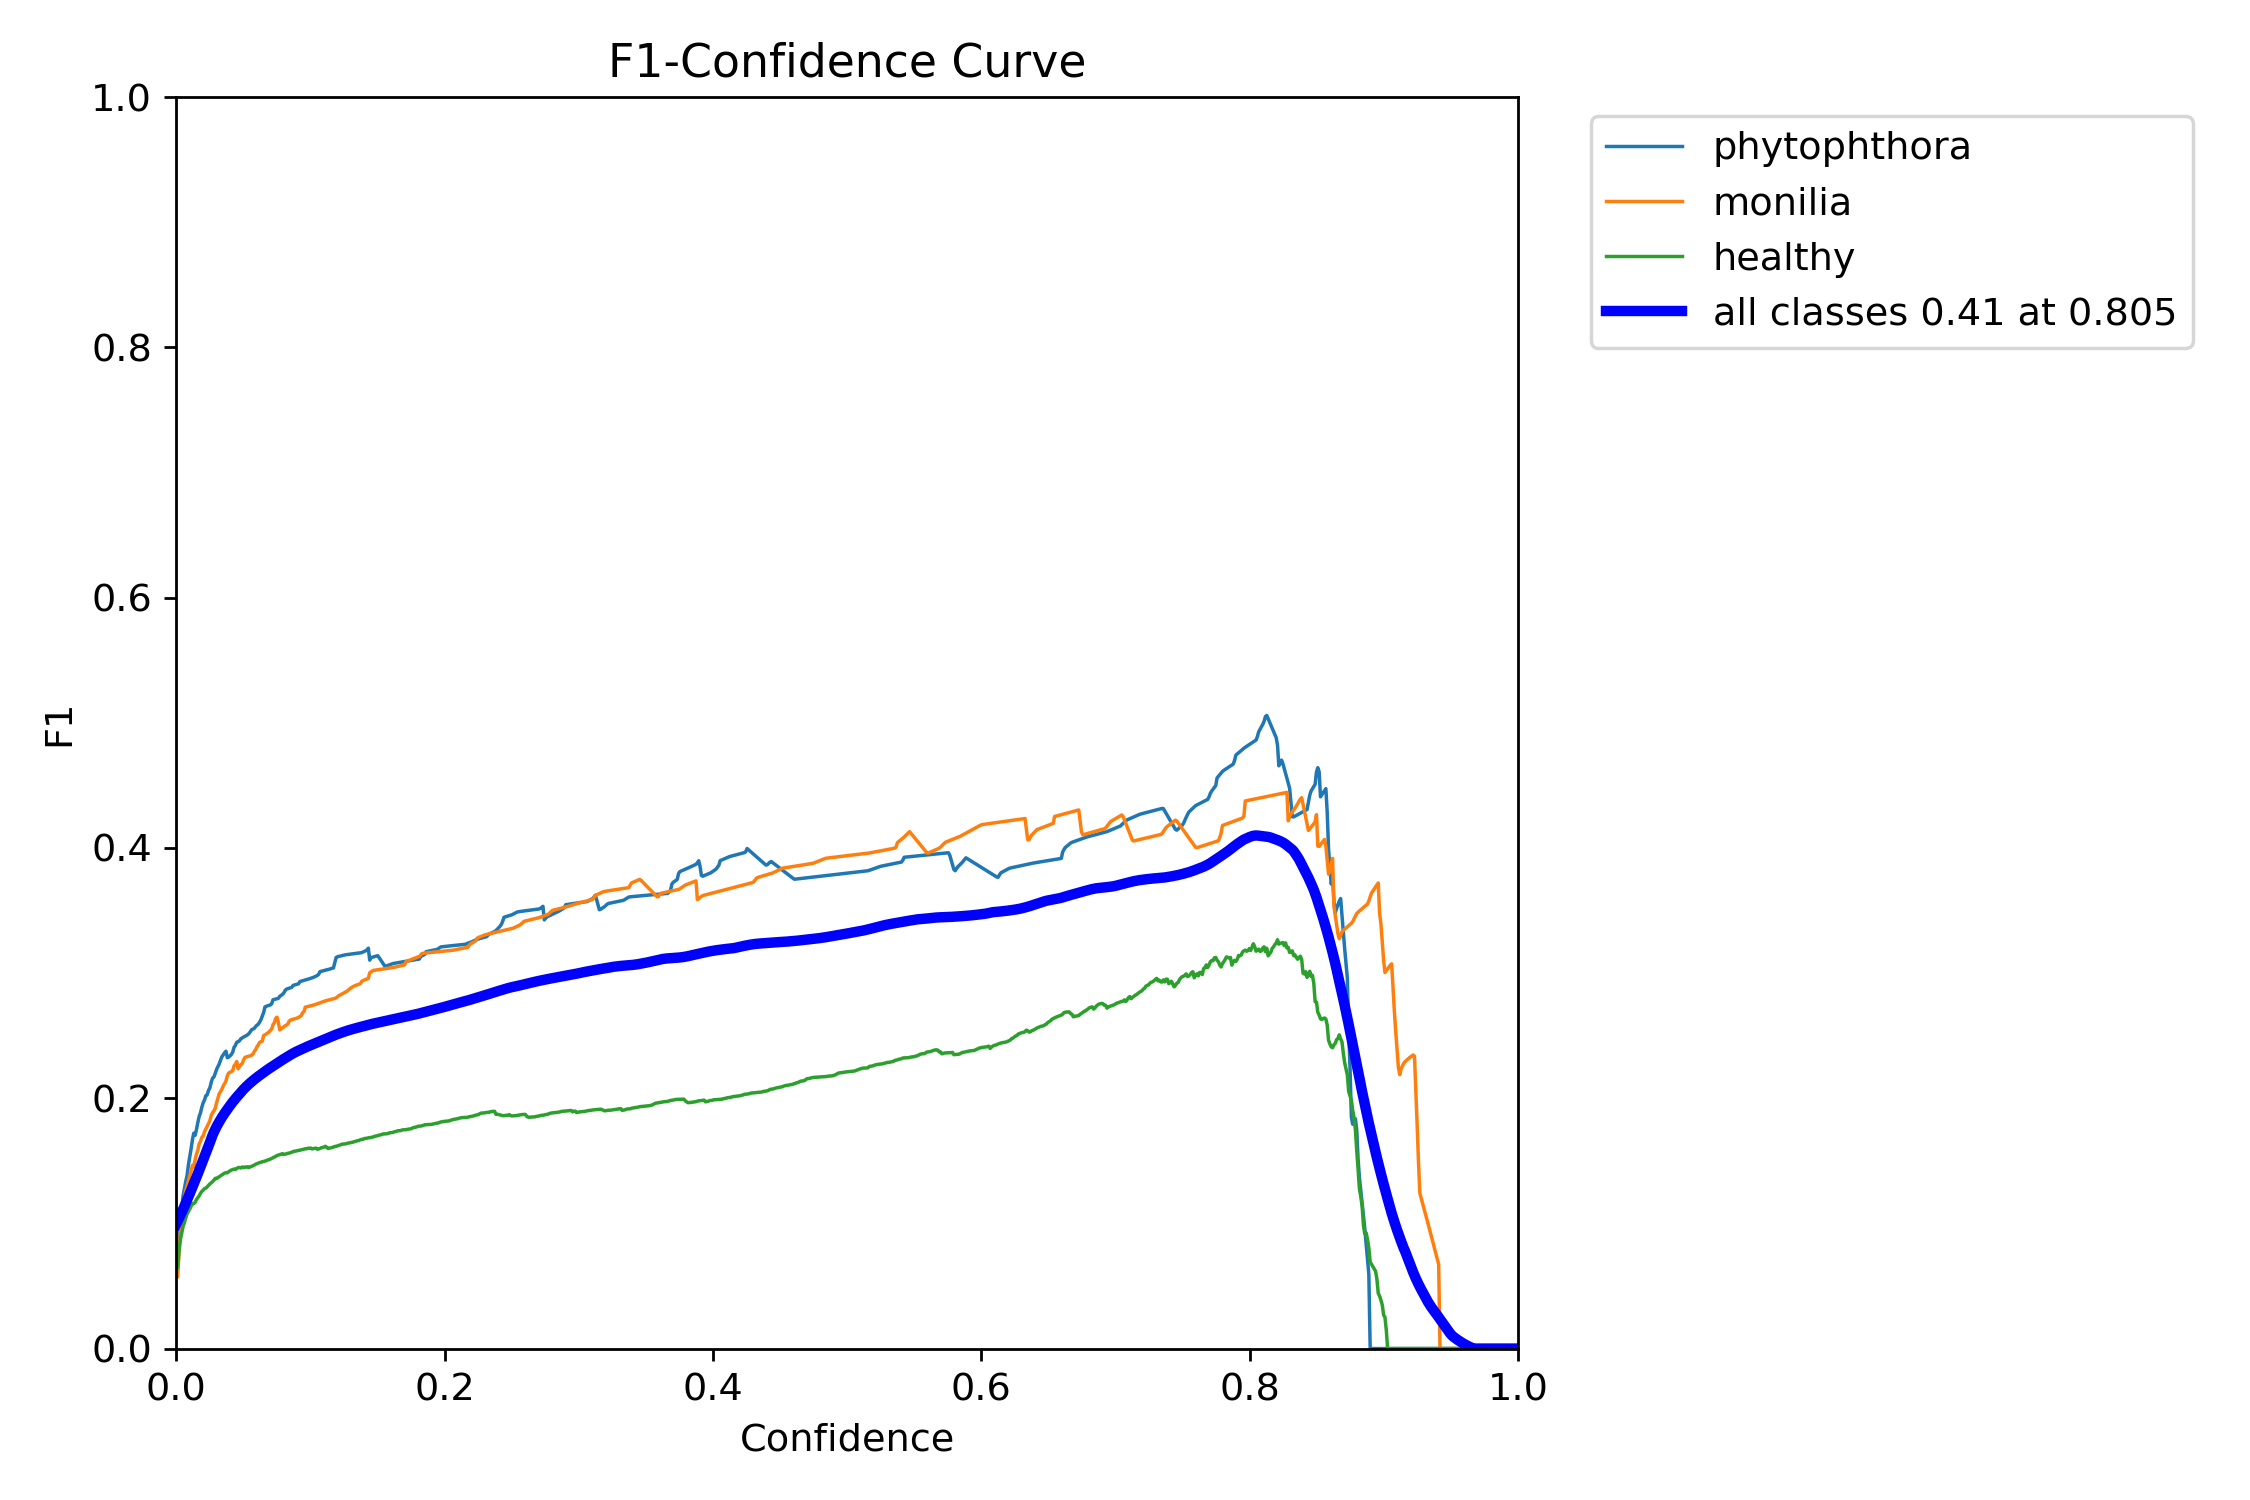 F1-Confidence Curve
1.0
0.8
0.6
0.4
0.2
0.0
F1
0.0 0.2 0.4 0.6 0.8 1.0
Confidence
phytophthora
monilia
healthy
all classes 0.41 at 0.805